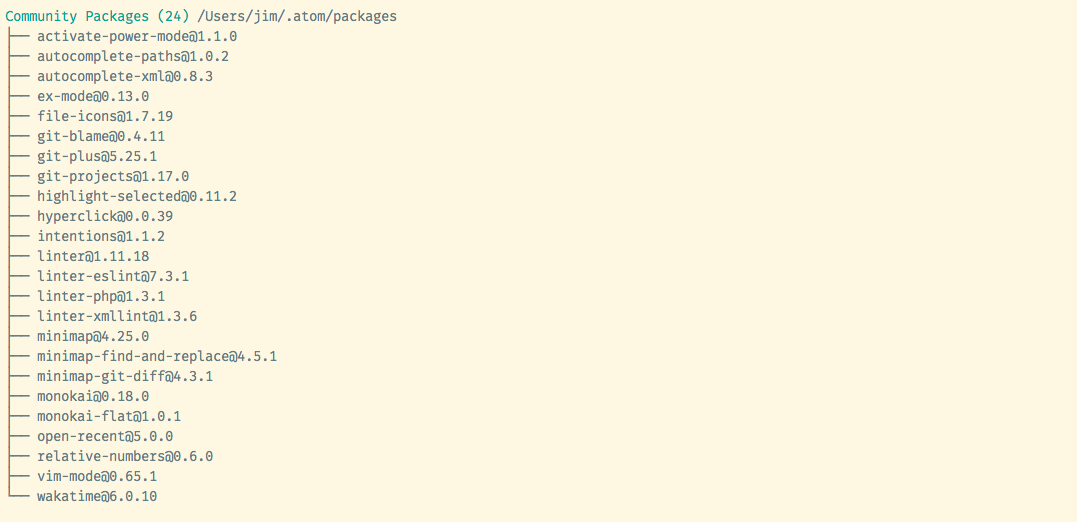 Community Packages (24) /Users/jim/.atom/packages
├── activate-power-mode@1.1.0
├── autocomplete-paths@1.0.2
├── autocomplete-xml@0.8.3
├── ex-mode@0.13.0
├── file-icons@1.7.19
├── git-blame@0.4.11
├── git-plus@5.25.1
├── git-projects@1.17.0
├── highlight-selected@0.11.2
├── hyperclick@0.0.39
├── intentions@1.1.2
├── linter@1.11.18
├── linter-eslint@7.3.1
├── linter-php@1.3.1
├── linter-xmllint@1.3.6
├── minimap@4.25.0
├── minimap-find-and-replace@4.5.1
├── minimap-git-diff@4.3.1
├── monokai@0.18.0
├── monokai-flat@1.0.1
├── open-recent@5.0.0
├── relative-numbers@0.6.0
├── vim-mode@0.65.1
└── wakatime@6.0.10